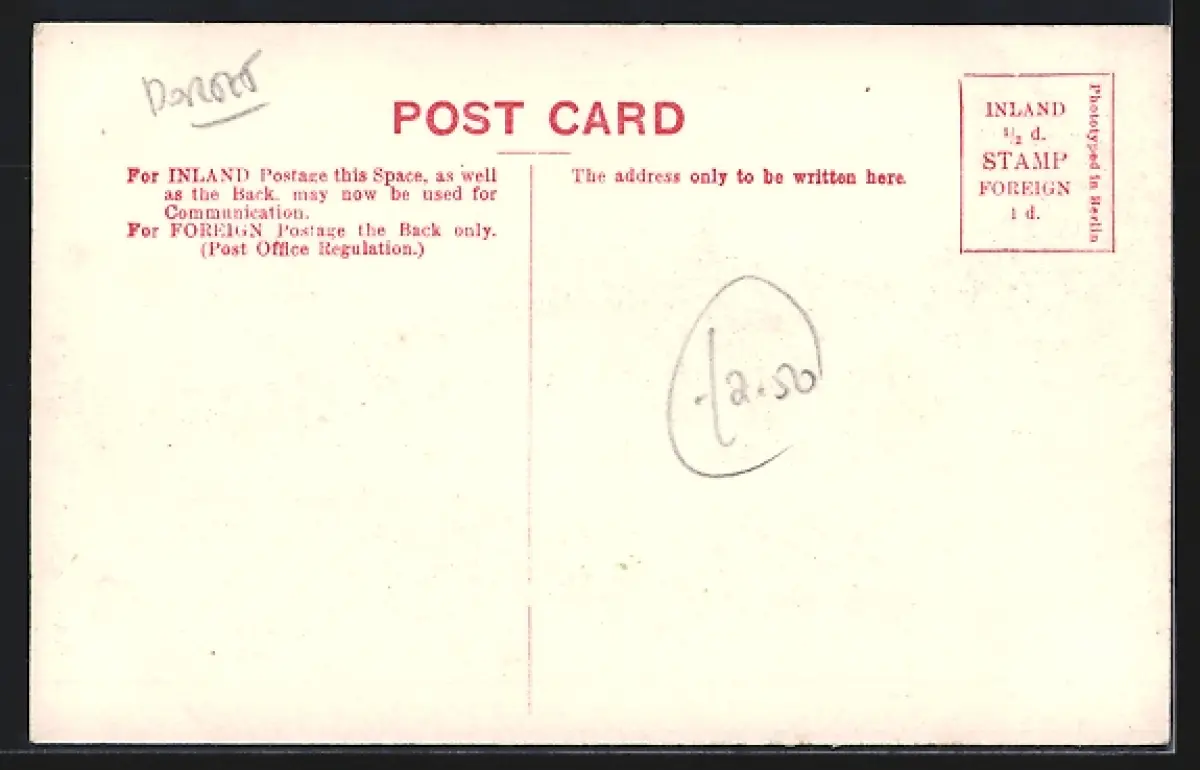 Dorset
POST CARD
For INLAND Postage this Space, as well
as the Back, may now be used for
Communication.
For FOREIGN Postage the Back only.
(Post Office Regulation.)
The address only to be written here.
INLAND
1/2 d.
STAMP
FOREIGN
1 d.
Phototyped in Berlin
£2.50